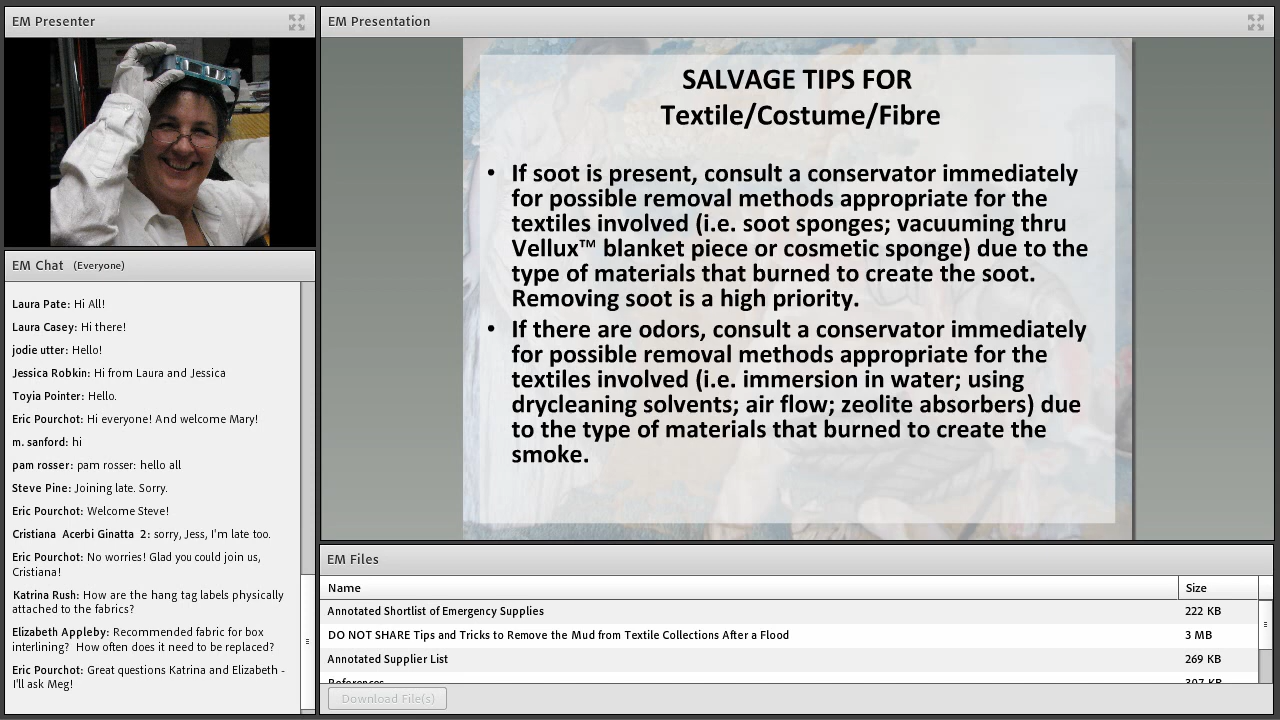 EM Presenter
EM Chat (Everyone)
Laura Pate: Hi All!
Laura Casey: Hi there!
jodie utter: Hello!
Jessica Robkin: Hi from Laura and Jessica
Toyia Pointer: Hello.
Eric Pourchot: Hi everyone! And welcome Mary!
m. sanford: hi
pam rosser: pam rosser: hello all
Steve Pine: Joining late. Sorry.
Eric Pourchot: Welcome Steve!
Cristiana Acerbi Ginatta 2: sorry, Jess, I'm late too.
Eric Pourchot: No worries! Glad you could join us,
Cristiana!
Katrina Rush: How are the hang tag labels physically
attached to the fabrics?
Elizabeth Appleby: Recommended fabric for box
interlining? How often does it need to be replaced?
Eric Pourchot: Great questions Katrina and Elizabeth -
I'll ask Meg!
EM Presentation
SALVAGE TIPS FOR
Textile/Costume/Fibre
• If soot is present, consult a conservator immediately
for possible removal methods appropriate for the
textiles involved (i.e. soot sponges; vacuuming thru
Vellux™ blanket piece or cosmetic sponge) due to the
type of materials that burned to create the soot.
Removing soot is a high priority.
• If there are odors, consult a conservator immediately
for possible removal methods appropriate for the
textiles involved (i.e. immersion in water; using
drycleaning solvents; air flow; zeolite absorbers) due
to the type of materials that burned to create the
smoke.
EM Files
Name Size
Annotated Shortlist of Emergency Supplies 222 KB
DO NOT SHARE Tips and Tricks to Remove the Mud from Textile Collections After a Flood 3 MB
Annotated Supplier List 269 KB
References 307 KB
Download File(s)